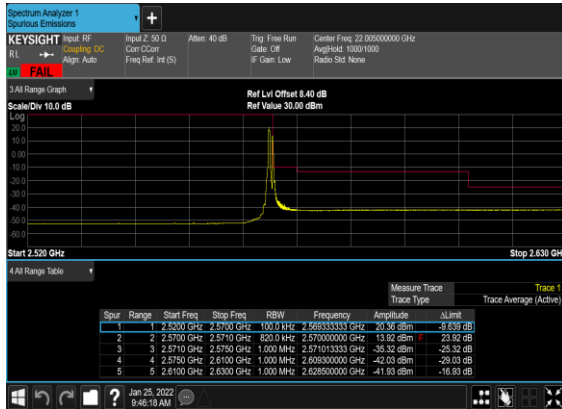 Spectrum Analyzer 1
Spurious Emissions
+
KEYSIGHT Input: RF Input Z: 50 Ω Atten: 40 dB Trig: Free Run Center Freq: 22.005000000 GHz
RL Coupling: DC Corr CCorr Gate: Off Avg|Hold: 1000/1000
Align: Auto Freq Ref: Int (S) IF Gain: Low Radio Std: None
LV FAIL
3 All Range Graph
Ref Lvl Offset 8.40 dB
Scale/Div 10.0 dB Ref Value 30.00 dBm
Log
20.0
10.0
0.00
-10.0
-20.0
-30.0
-40.0
-50.0
-60.0
Start 2.520 GHz Stop 2.630 GH
4 All Range Table
Measure Trace Trace 1
Trace Type Trace Average (Active)
Spur Range Start Freq Stop Freq RBW Frequency Amplitude ΔLimit
1 1 2.5200 GHz 2.5700 GHz 100.0 kHz 2.569333333 GHz 20.36 dBm -9.639 dB
2 2 2.5700 GHz 2.5710 GHz 820.0 kHz 2.570000000 GHz 13.92 dBm F 23.92 dB
3 3 2.5710 GHz 2.5750 GHz 1.000 MHz 2.571013333 GHz -35.32 dBm -25.32 dB
4 4 2.5750 GHz 2.6100 GHz 1.000 MHz 2.609300000 GHz -42.03 dBm -29.03 dB
5 5 2.6100 GHz 2.6300 GHz 1.000 MHz 2.628500000 GHz -41.93 dBm -16.93 dB
? Jan 25, 2022
9:46:18 AM